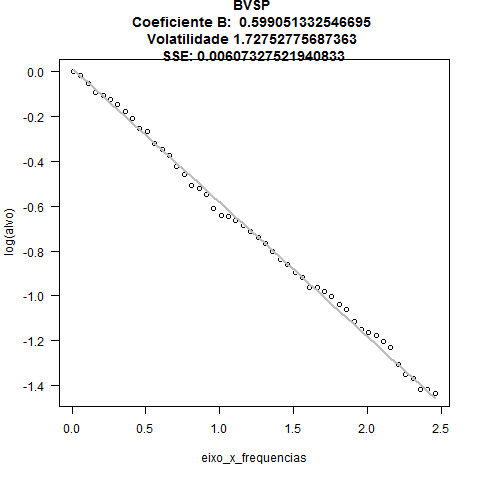 BVSP
Coeficiente B: 0.599051332546695
Volatilidade 1.72752775687363
SSE: 0.00607327521940833
0.0
-0.2
-0.4
-0.6
-0.8
-1.0
-1.2
-1.4
log(alvo)
0.0 0.5 1.0 1.5 2.0 2.5
eixo_x_frequencias